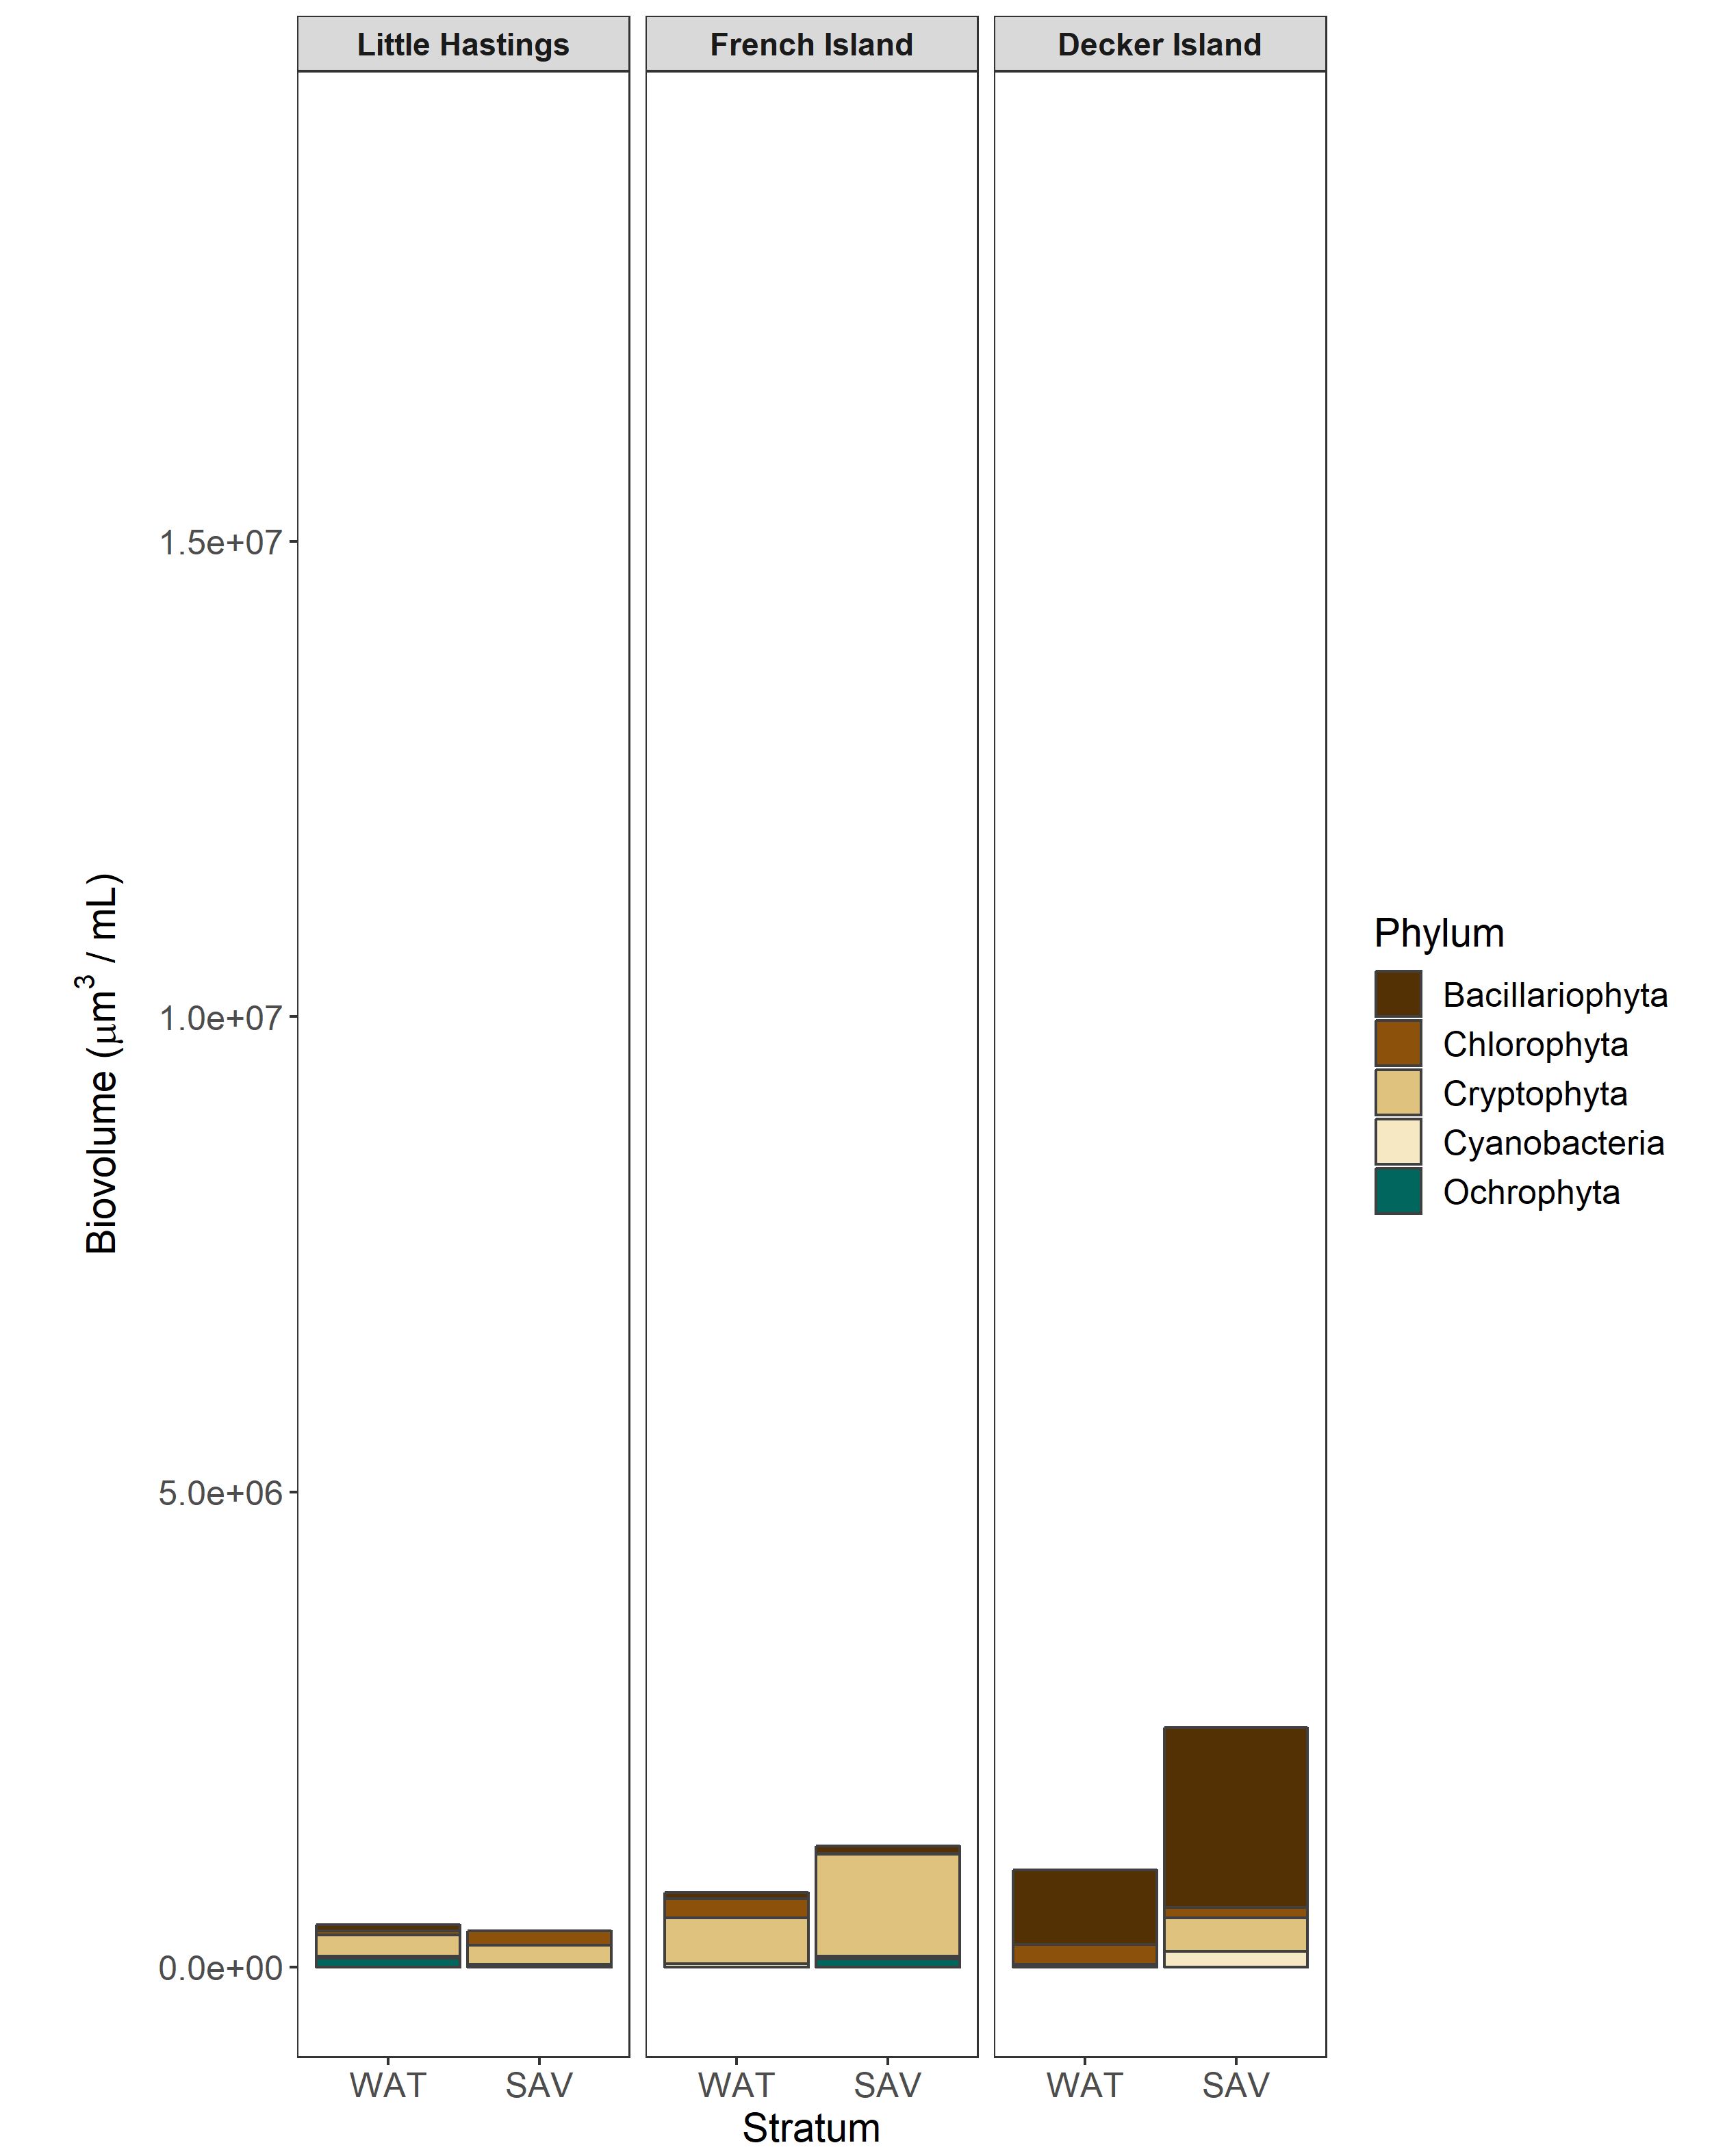 Little Hastings
French Island
Decker Island
1.5e+07
1.0e+07
5.0e+06
0.0e+00
Biovolume (μm³ / mL)
WAT SAV
WAT SAV
WAT SAV
Stratum
Phylum
Bacillariophyta
Chlorophyta
Cryptophyta
Cyanobacteria
Ochrophyta